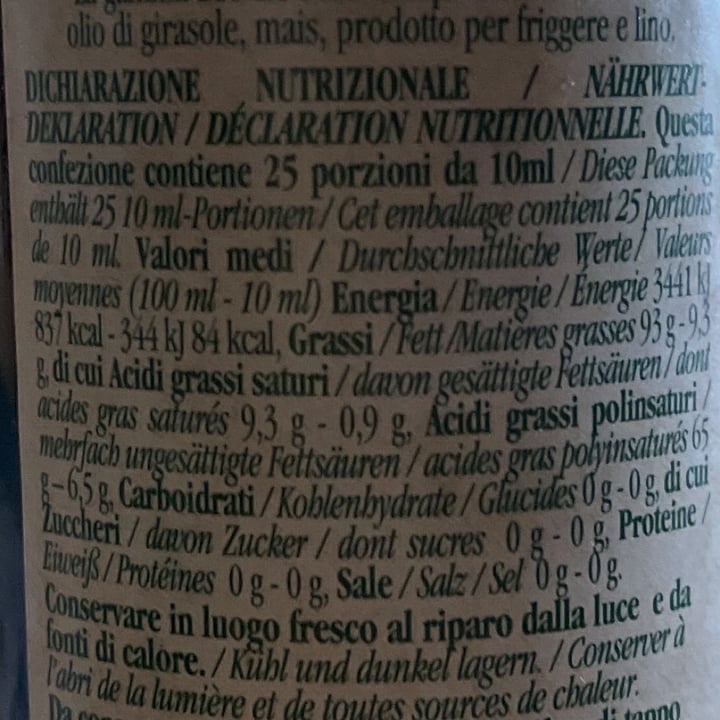 olio di girasole, mais, prodotto per friggere e lino.
DICHIARAZIONE NUTRIZIONALE / NÄHRWERT-
DEKLARATION / DÉCLARATION NUTRITIONNELLE. Questa
confezione contiene 25 porzioni da 10ml / Diese Packung
enthält 25 10 ml-Portionen / Cet emballage contient 25 portions
de 10 ml. Valori medi / Durchschnittliche Werte / Valeurs
moyennes (100 ml - 10 ml) Energia / Energie / Énergie 3441 kJ
837 kcal - 344 kJ 84 kcal, Grassi / Fett /Matières grasses 93 g - 9,3
g, di cui Acidi grassi saturi / davon gesättigte Fettsäuren / dont
acides gras saturés 9,3 g - 0,9 g, Acidi grassi polinsaturi /
mehrfach ungesättigte Fettsäuren / acides gras polyinsaturés 65
g - 6,5 g, Carboidrati / Kohlenhydrate / Glucides 0 g - 0 g, di cui
Zuccheri / davon Zucker / dont sucres 0 g - 0 g, Proteine /
Eiweiß / Protéines 0 g - 0 g, Sale / Salz / Sel 0 g - 0 g.
Conservare in luogo fresco al riparo dalla luce e da
fonti di calore. / Kühl und dunkel lagern. / Conserver à
l'abri de la lumière et de toutes sources de chaleur.